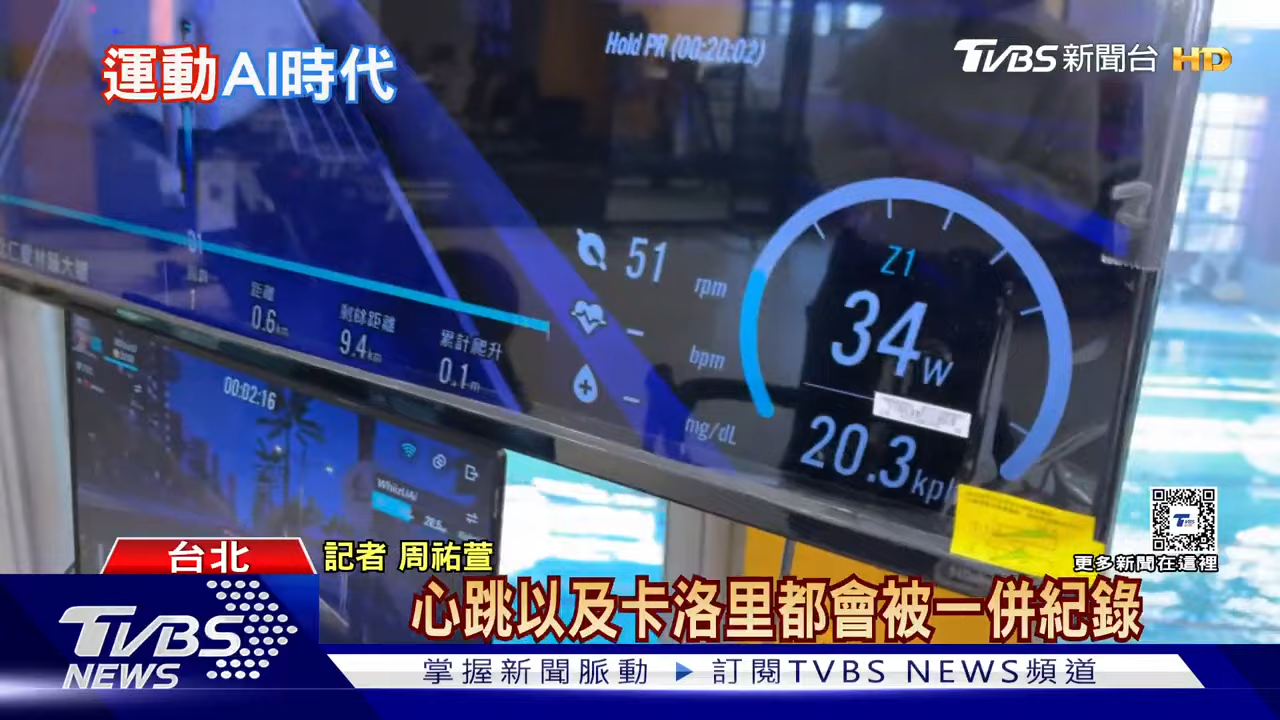 運動AI時代
Hold PR (00:20:02)
TVBS新聞台 HD
Z1
34w
20.3
51 rpm
– bpm
– mg/dL
距離
0.6km
剩餘距離
9.4km
累計爬升
0.1m
00:02:16
台北
記者 周祐萱
更多新聞在這裡
心跳以及卡洛里都會被一併紀錄
TVBS NEWS
掌握新聞脈動 ▶ 訂閱TVBS NEWS頻道